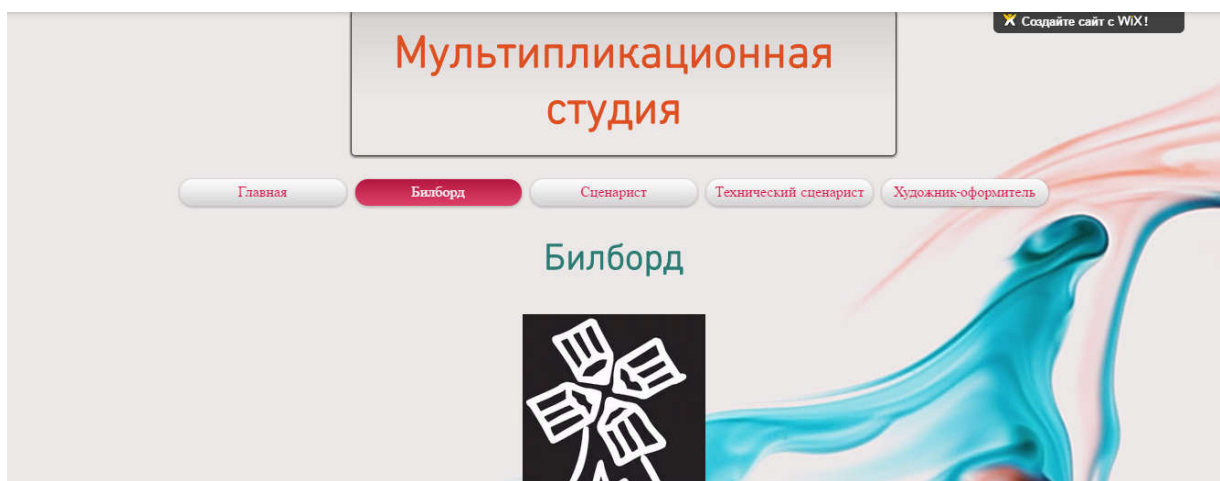 Создайте сайт с WiX!
Мультипликационная
студия
Главная
Билборд
Сценарист
Технический сценарист
Художник-оформитель
Билборд